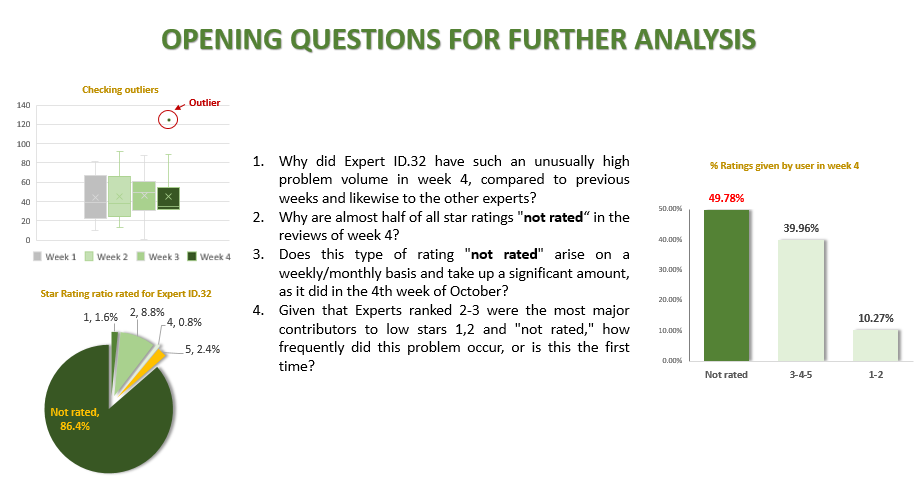 OPENING QUESTIONS FOR FURTHER ANALYSIS
Checking outliers
Outlier
140
120
100
80
60
40
20
0
Week 1 Week 2 Week 3 Week 4
Star Rating ratio rated for Expert ID.32
1, 1.6%
2, 8.8%
4, 0.8%
5, 2.4%
Not rated,
86.4%
1. Why did Expert ID.32 have such an unusually high
problem volume in week 4, compared to previous
weeks and likewise to the other experts?
2. Why are almost half of all star ratings "not rated“ in the
reviews of week 4?
3. Does this type of rating "not rated" arise on a
weekly/monthly basis and take up a significant amount,
as it did in the 4th week of October?
4. Given that Experts ranked 2-3 were the most major
contributors to low stars 1,2 and "not rated," how
frequently did this problem occur, or is this the first
time?
% Ratings given by user in week 4
50.00%
40.00%
30.00%
20.00%
10.00%
0.00%
49.78%
39.96%
10.27%
Not rated
3-4-5
1-2